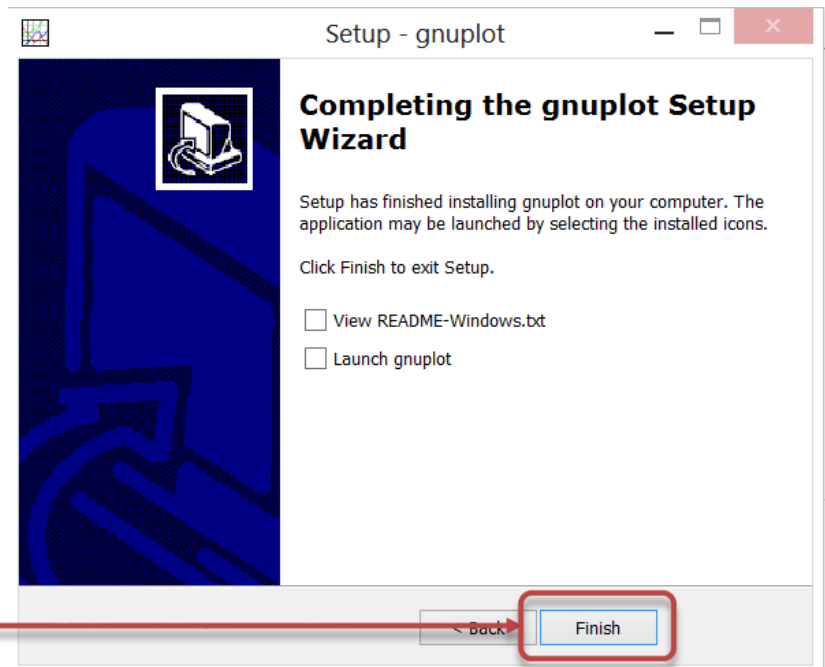 Setup - gnuplot
Completing the gnuplot Setup
Wizard
Setup has finished installing gnuplot on your computer. The
application may be launched by selecting the installed icons.
Click Finish to exit Setup.
View README-Windows.txt
Launch gnuplot
< Back
Finish